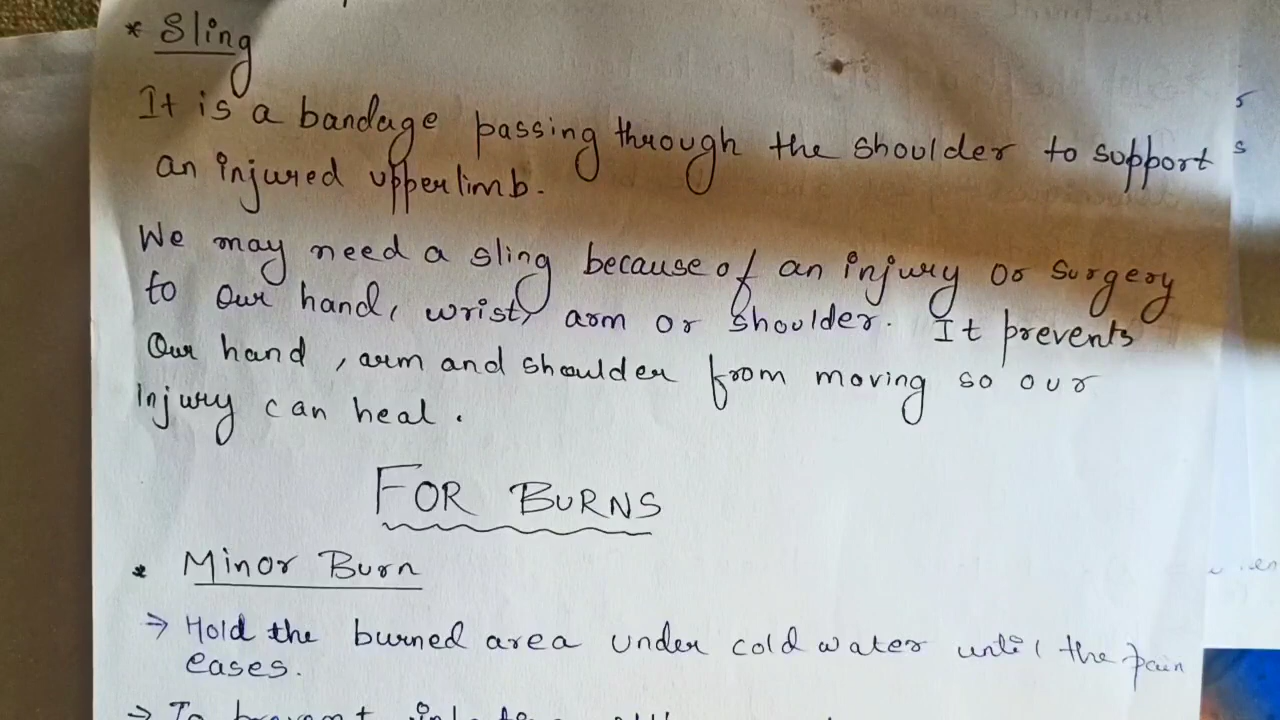 * Sling
It is a bandage passing through the shoulder to support
an injured upperlimb.
We may need a sling because of an injury or surgery
to our hand, wrist, arm or shoulder. It prevents
Our hand, arm and shoulder from moving so our
injury can heal.
FOR BURNS
* Minor Burn
→ Hold the burned area under cold water until the pain
eases.
→ To prevent